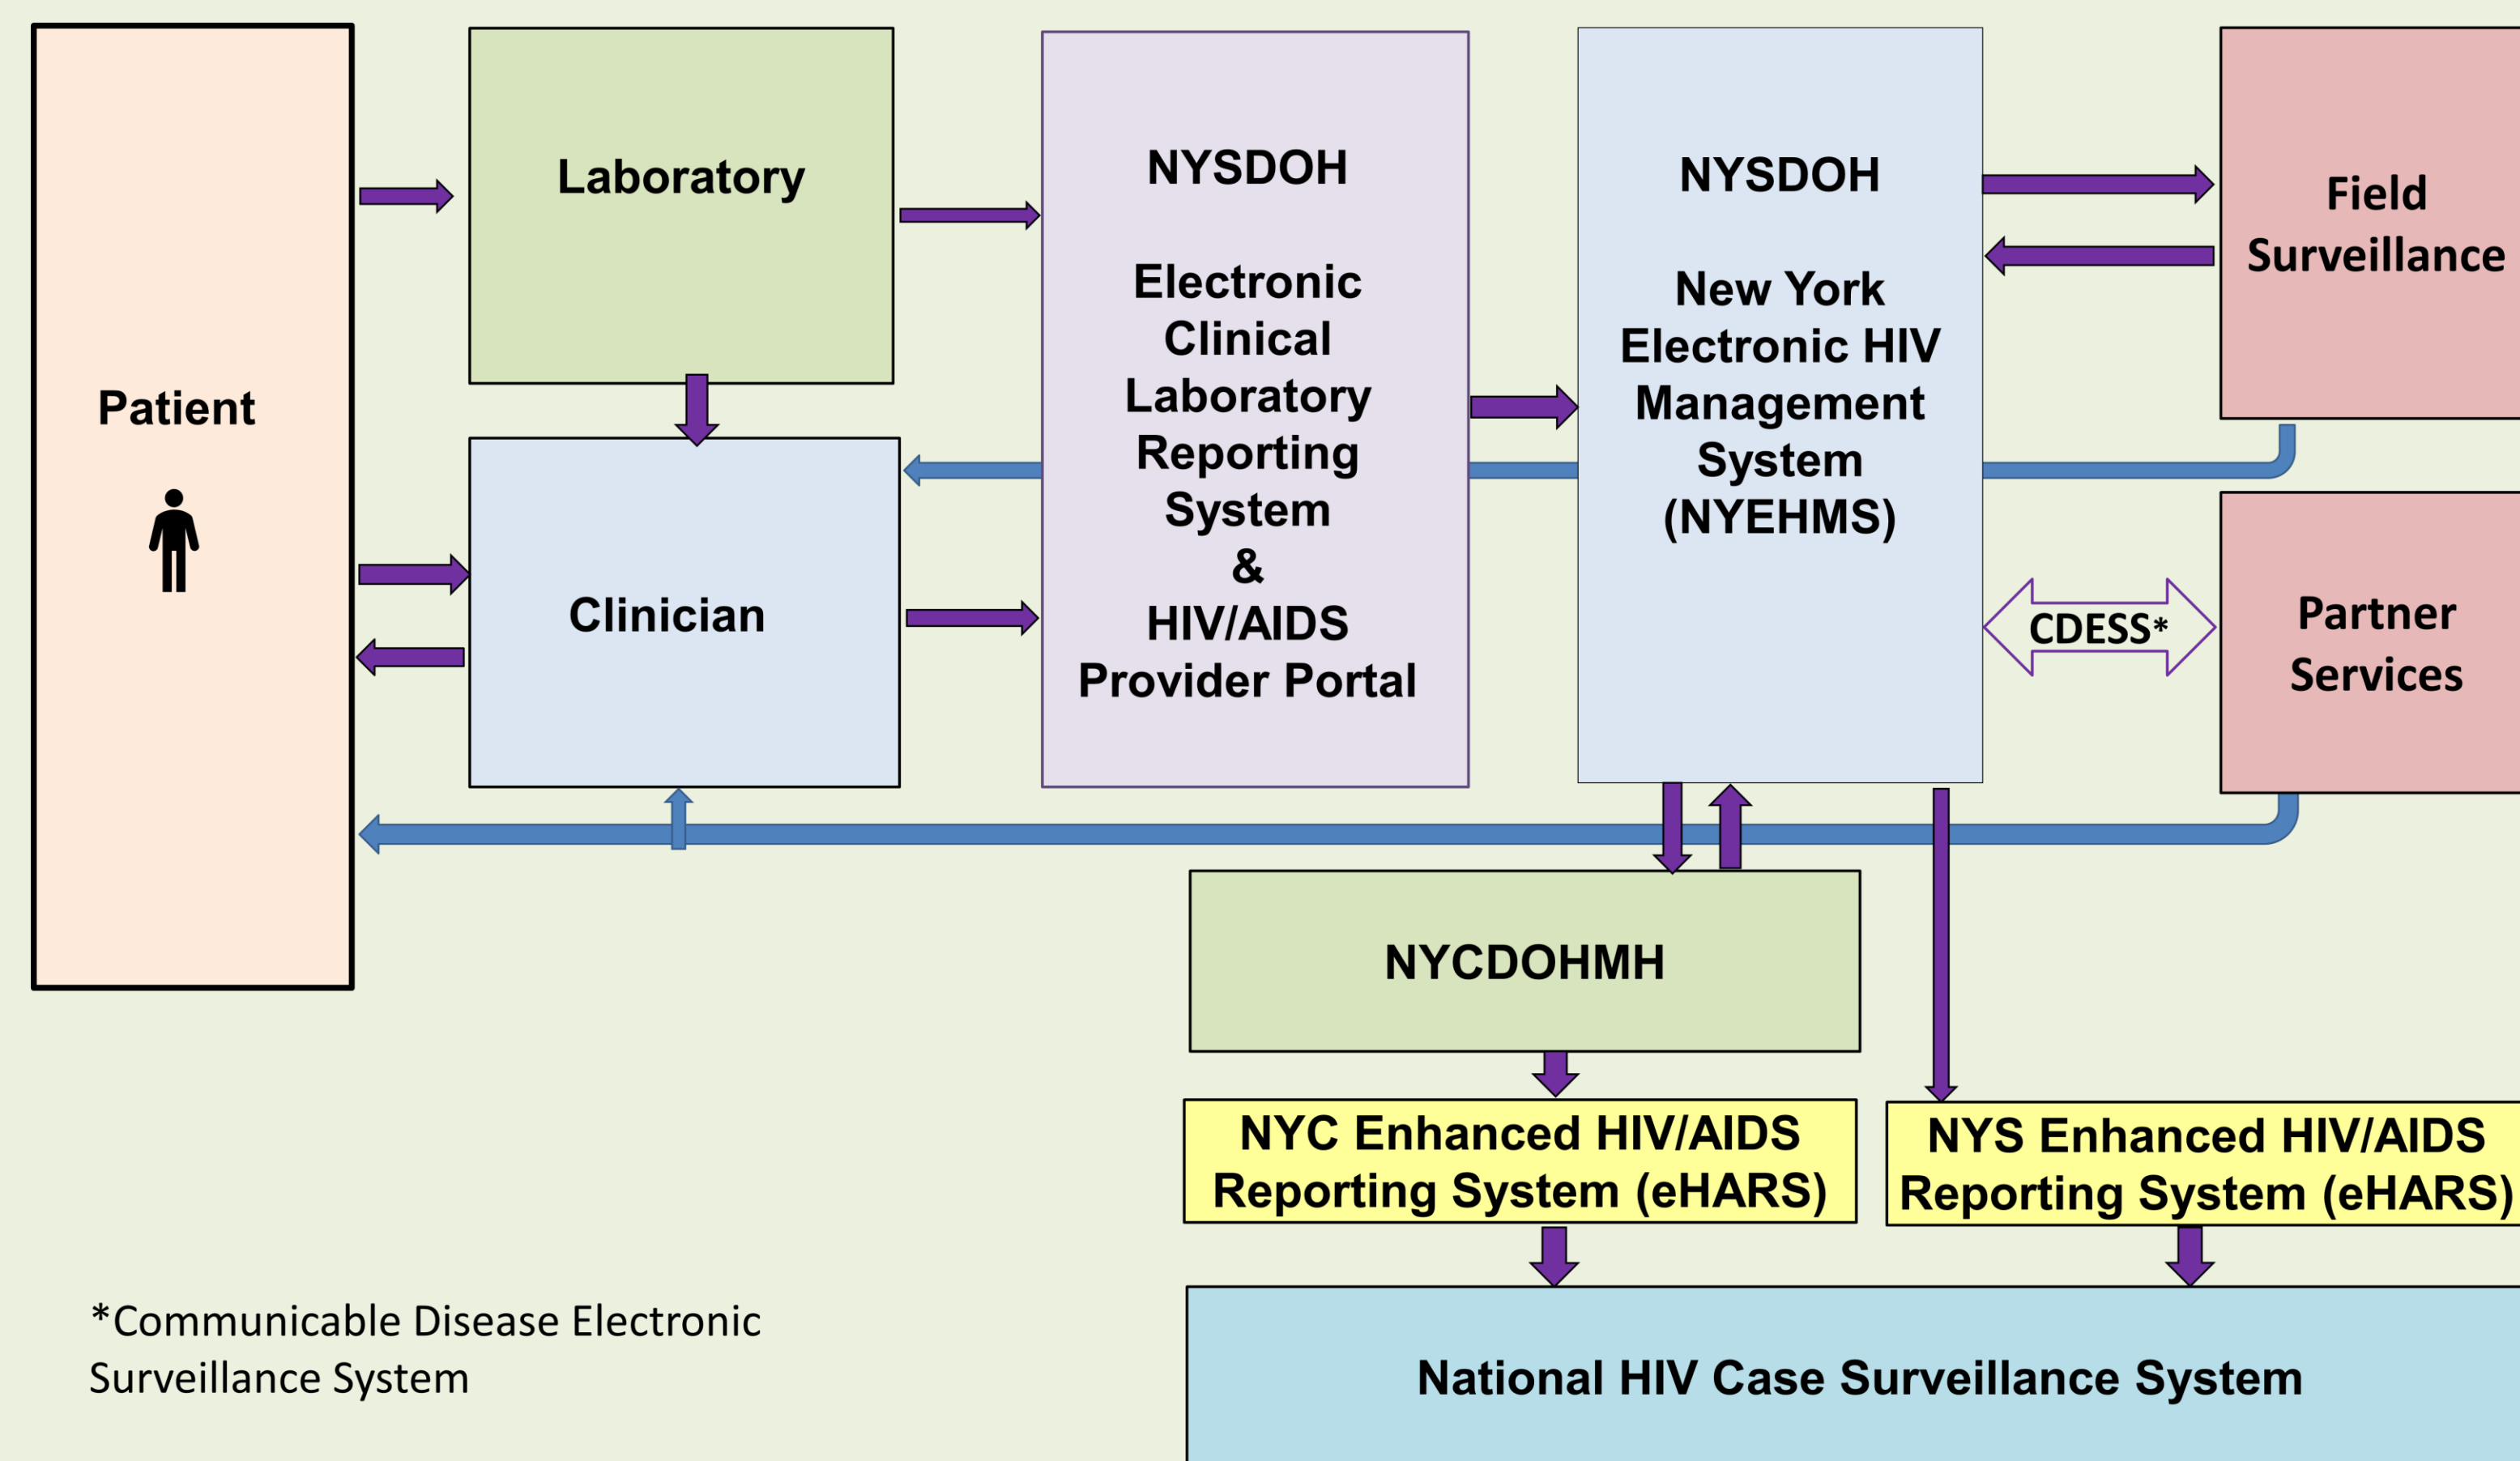 Patient
Laboratory
Clinician
NYSDOH
Electronic
Clinical
Laboratory
Reporting
System
&
HIV/AIDS
Provider Portal
NYSDOH
New York
Electronic HIV
Management
System
(NYEHMS)
Field
Surveillance
CDESS*
Partner
Services
NYCDOHMH
NYC Enhanced HIV/AIDS
Reporting System (eHARS)
NYS Enhanced HIV/AIDS
Reporting System (eHARS)
National HIV Case Surveillance System
*Communicable Disease Electronic
Surveillance System